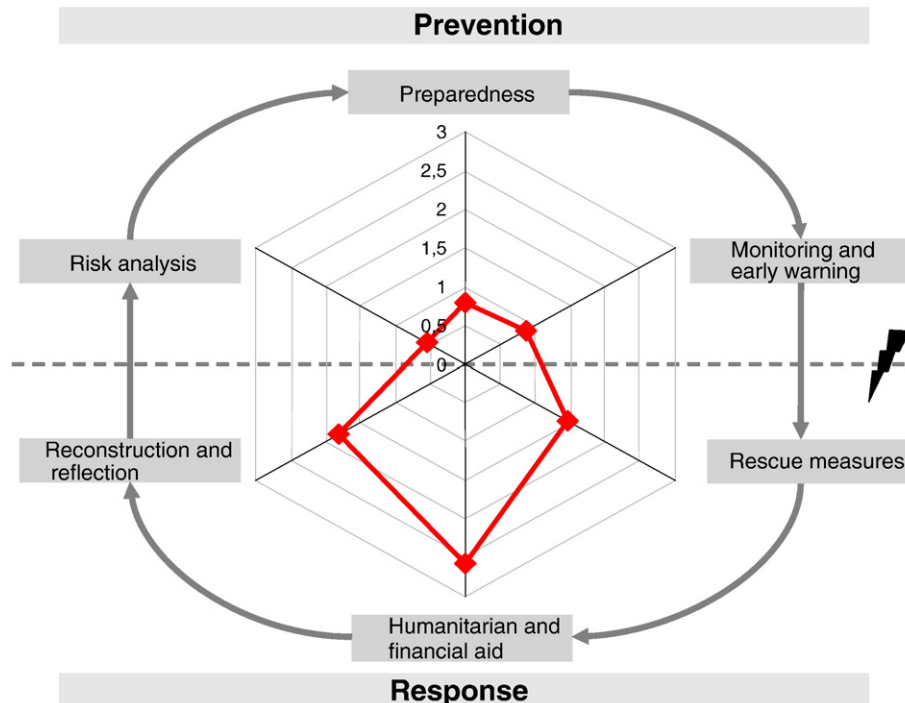 Prevention
Preparedness
3
2,5
2
1,5
1
0,5
0
Risk analysis
Monitoring and
early warning
Reconstruction and
reflection
Rescue measures
Humanitarian and
financial aid
Response